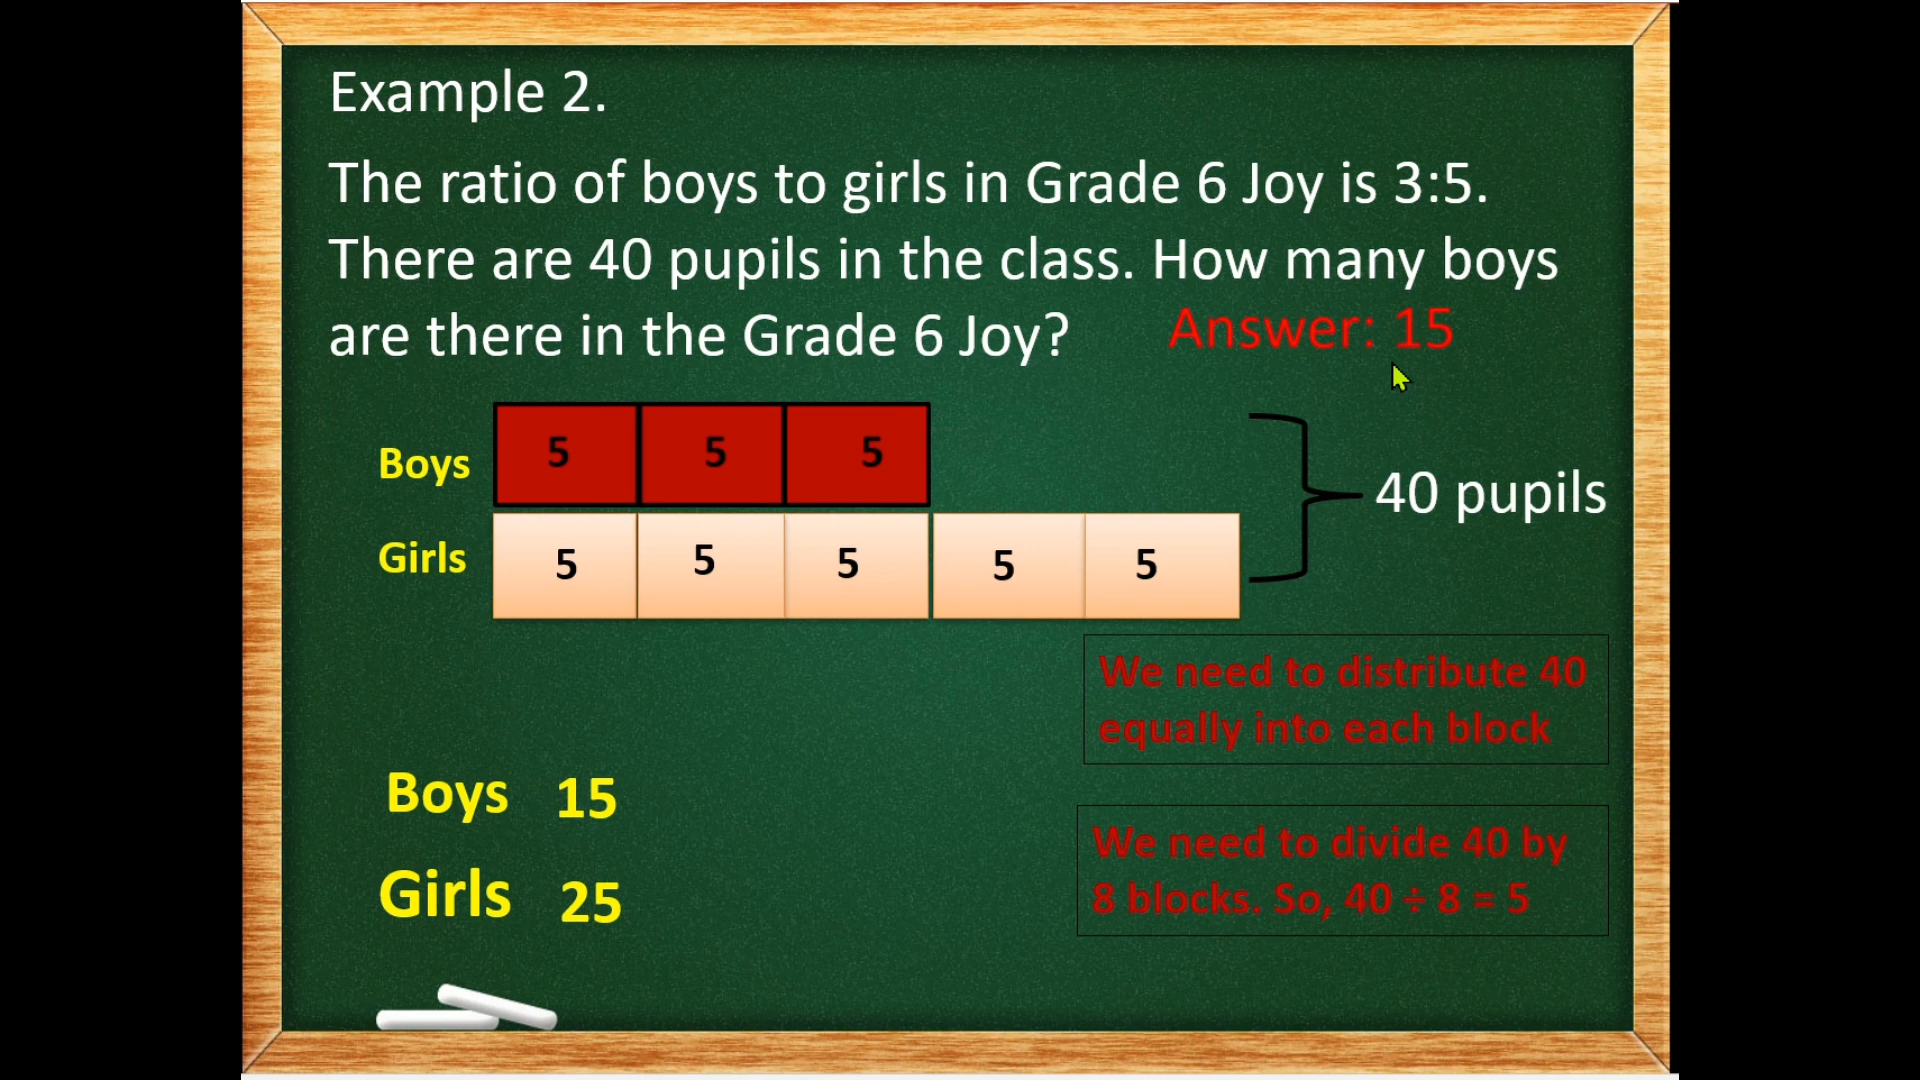 Example 2.
The ratio of boys to girls in Grade 6 Joy is 3:5.
There are 40 pupils in the class. How many boys
are there in the Grade 6 Joy?
Answer: 15
Boys 5 5 5
40 pupils
Girls 5 5 5 5 5
We need to distribute 40
equally into each block
Boys 15
Girls 25
We need to divide 40 by
8 blocks. So, 40 ÷ 8 = 5